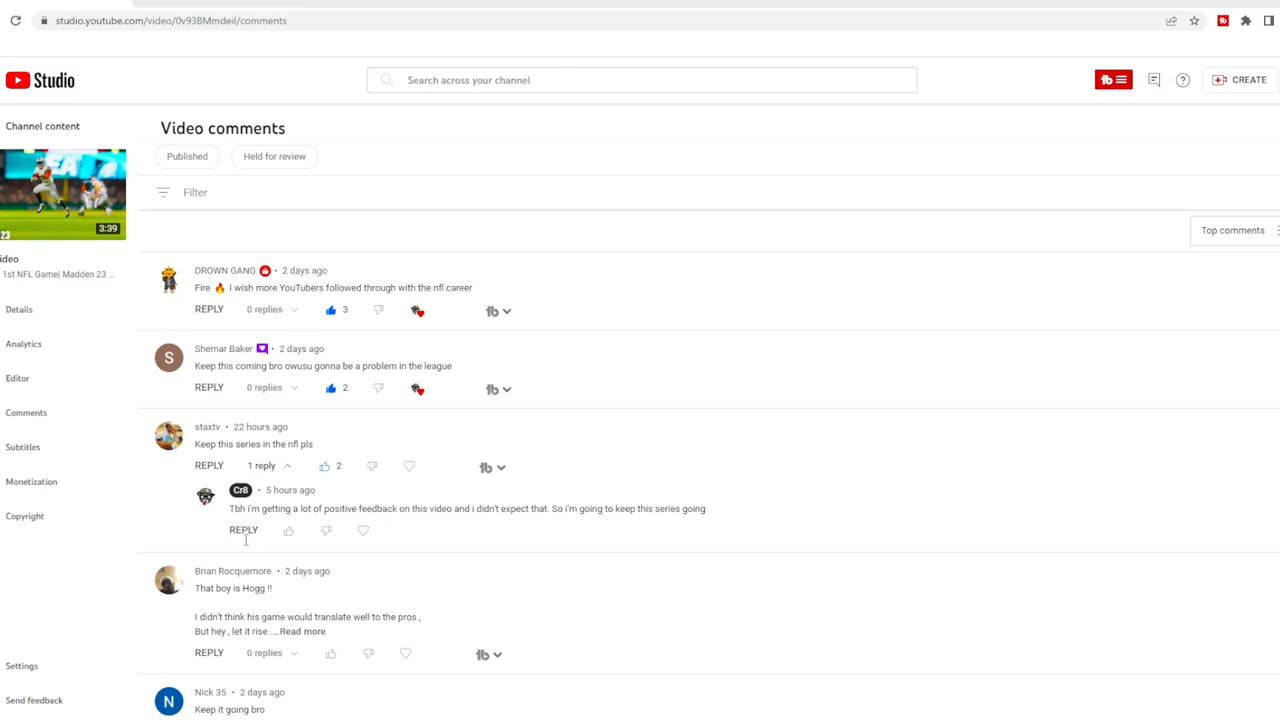 studio.youtube.com/video/0v93BMmdeiI/comments
Studio
Search across your channel
CREATE
Channel content
23
3:39
ideo
1st NFL Game| Madden 23 ...
Details
Analytics
Editor
Comments
Subtitles
Monetization
Copyright
Settings
Send feedback
Video comments
Published
Held for review
Filter
Top comments
DROWN GANG • 2 days ago
Fire 🔥 I wish more YouTubers followed through with the nfl career
REPLY 0 replies 3
S
Shemar Baker • 2 days ago
Keep this coming bro owusu gonna be a problem in the league
REPLY 0 replies 2
staxtv • 22 hours ago
Keep this series in the nfl pls
REPLY 1 reply 2
Cr8 • 5 hours ago
Tbh i'm getting a lot of positive feedback on this video and i didn't expect that. So i'm going to keep this series going
REPLY
Brian Rocquemore • 2 days ago
That boy is Hogg !!
I didn't think his game would translate well to the pros ,
But hey , let it rise .... Read more
REPLY 0 replies
N
Nick 35 • 2 days ago
Keep it going bro